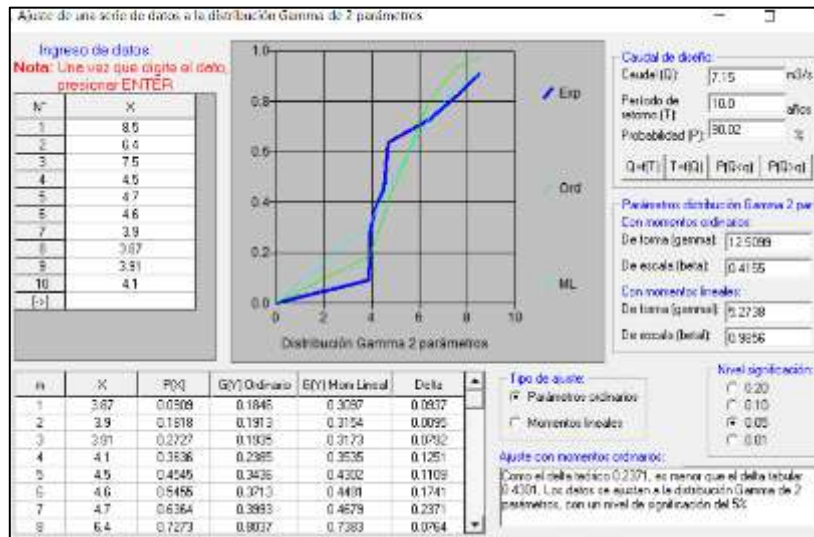 Ajuste de una serie de datos a la distribución Gamma de 2 parámetros
Ingreso de datos:
Nota: Una vez que digite el dato,
presionar ENTER
N° X
1 8.5
2 6.4
3 7.5
4 4.5
5 4.7
6 4.6
7 3.9
8 3.87
9 3.91
10 4.1
[->]
1.0
0.8
0.6
0.4
0.2
0.0
0 2 4 6 8 10
Distribución Gamma 2 parámetros
Exp
Ord
ML
Caudal de diseño:
Caudal (Q): 7.15 m3/s
Período de
retorno (T): 10.0 años
Probabilidad (P): 90.02 %
Q=f(T) T=f(Q) P(Q<q) P(Q>q)
Parámetros distribución Gamma 2 par
Con momentos ordinarios:
De forma (gamma): 12.5099
De escala (beta): 0.4155
Con momentos lineales:
De forma (gammal): 5.2738
De escala (betal): 0.9856
m X P(X) G(Y) Ordinario G(Y) Mom Lineal Delta
1 3.87 0.0909 0.1846 0.3097 0.0937
2 3.9 0.1818 0.1913 0.3154 0.0095
3 3.91 0.2727 0.1935 0.3173 0.0792
4 4.1 0.3636 0.2385 0.3535 0.1251
5 4.5 0.4545 0.3436 0.4302 0.1109
6 4.6 0.5455 0.3713 0.4491 0.1741
7 4.7 0.6364 0.3993 0.4679 0.2371
8 6.4 0.7273 0.8037 0.7383 0.0764
Tipo de ajuste:
Parámetros ordinarios
Momentos lineales
Nivel significación:
0.20
0.10
0.05
0.01
Ajuste con momentos ordinarios:
Como el delta teórico 0.2371, es menor que el delta tabular
0.4301. Los datos se ajustan a la distribución Gamma de 2
parámetros, con un nivel de significación del 5%